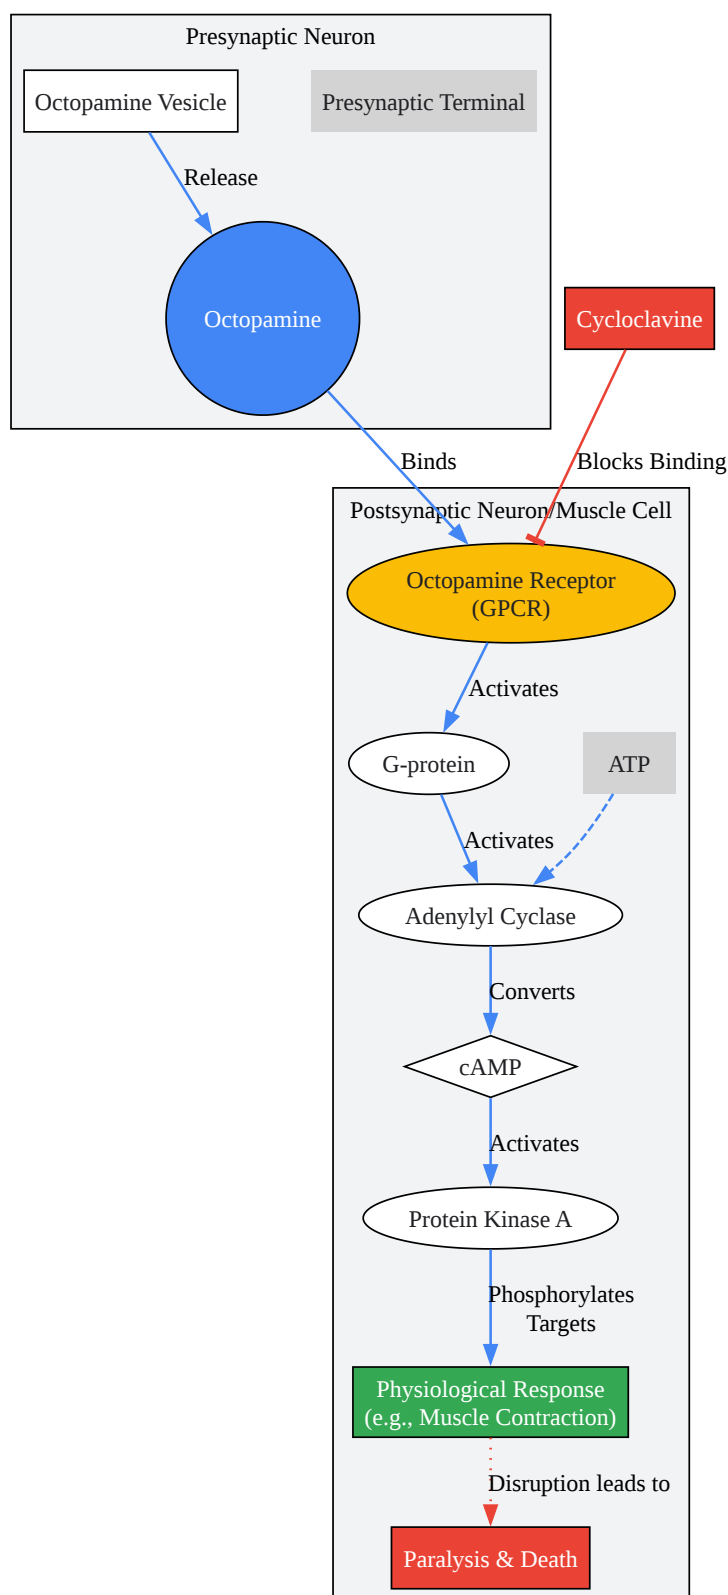 Presynaptic Neuron
Octopamine Vesicle
Presynaptic Terminal
Release
Octopamine
Cycloclavine
Binds
Blocks Binding
Postsynaptic Neuron/Muscle Cell
Octopamine Receptor
(GPCR)
Activates
G-protein
ATP
Activates
Adenylyl Cyclase
Converts
cAMP
Activates
Protein Kinase A
Phosphorylates
Targets
Physiological Response
(e.g., Muscle Contraction)
Disruption leads to
Paralysis & Death